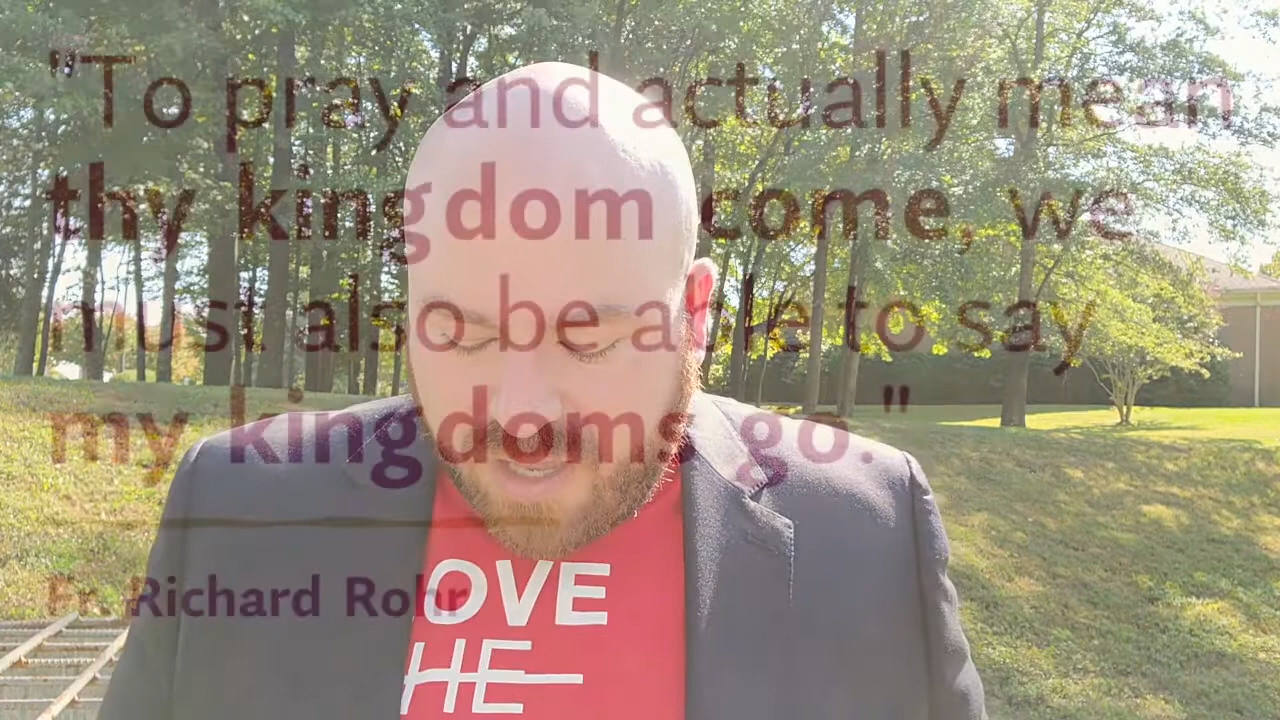 "To pray and actually mean
thy kingdom come, we
must also be able to say
my kingdoms go."
Fr. Richard Rohr
OVE
HE